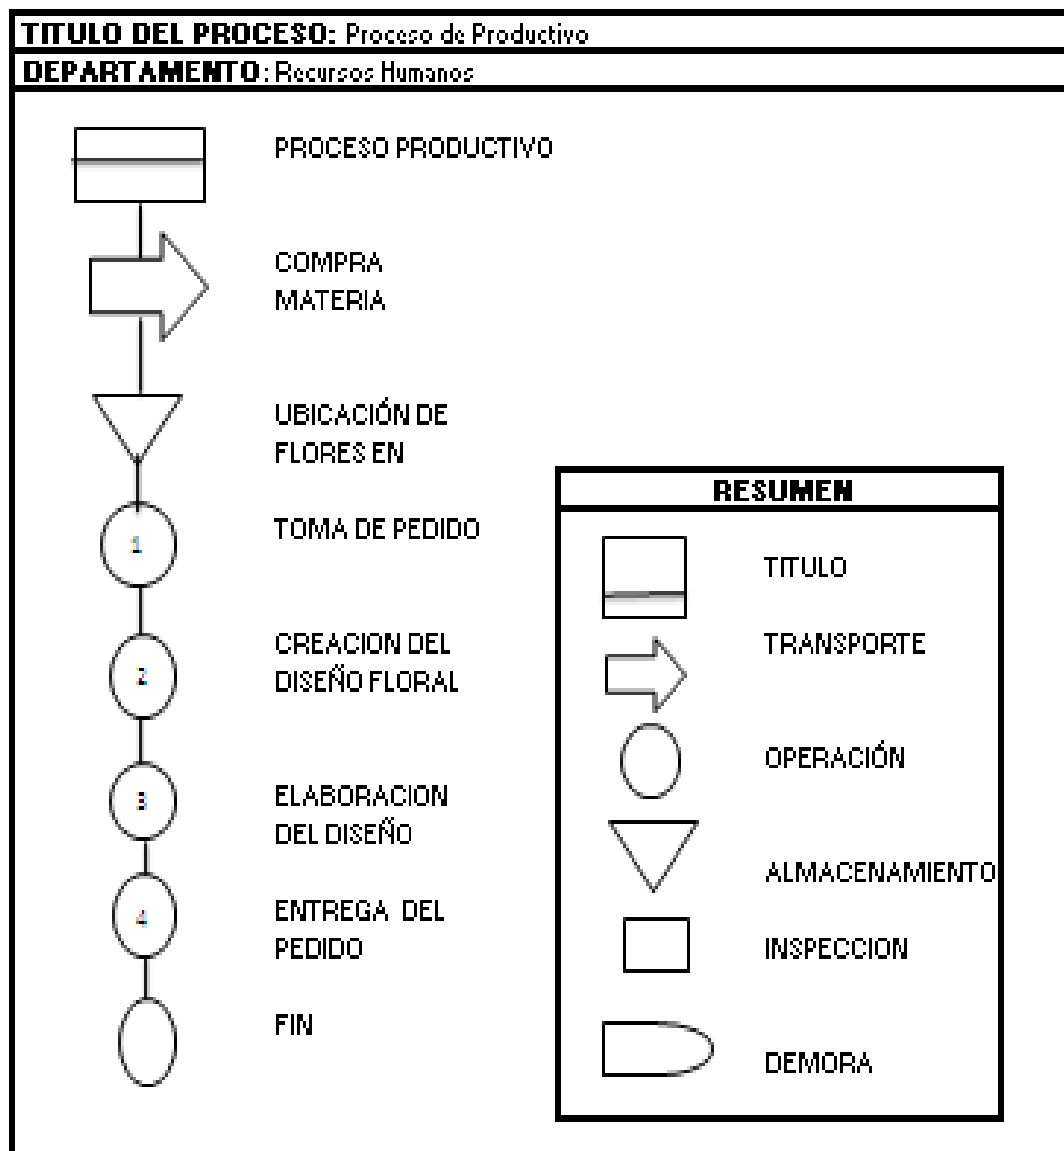 TITULO DEL PROCESO: Proceso de Productivo
DEPARTAMENTO: Recursos Humanos
PROCESO PRODUCTIVO
COMPRA
MATERIA
UBICACIÓN DE
FLORES EN
1
TOMA DE PEDIDO
2
CREACION DEL
DISEÑO FLORAL
3
ELABORACION
DEL DISEÑO
4
ENTREGA DEL
PEDIDO
FIN
RESUMEN
TITULO
TRANSPORTE
OPERACIÓN
ALMACENAMIENTO
INSPECCION
DEMORA